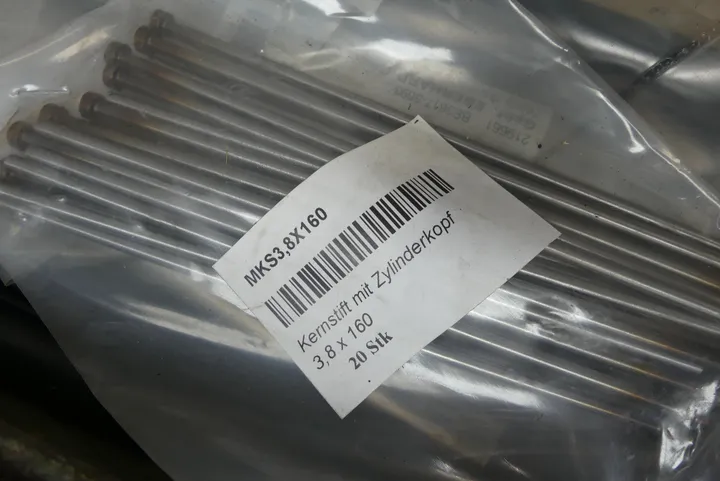 MKS3,8X160
Kernstift mit Zylinderkopf
3,8 x 160
20 Stk